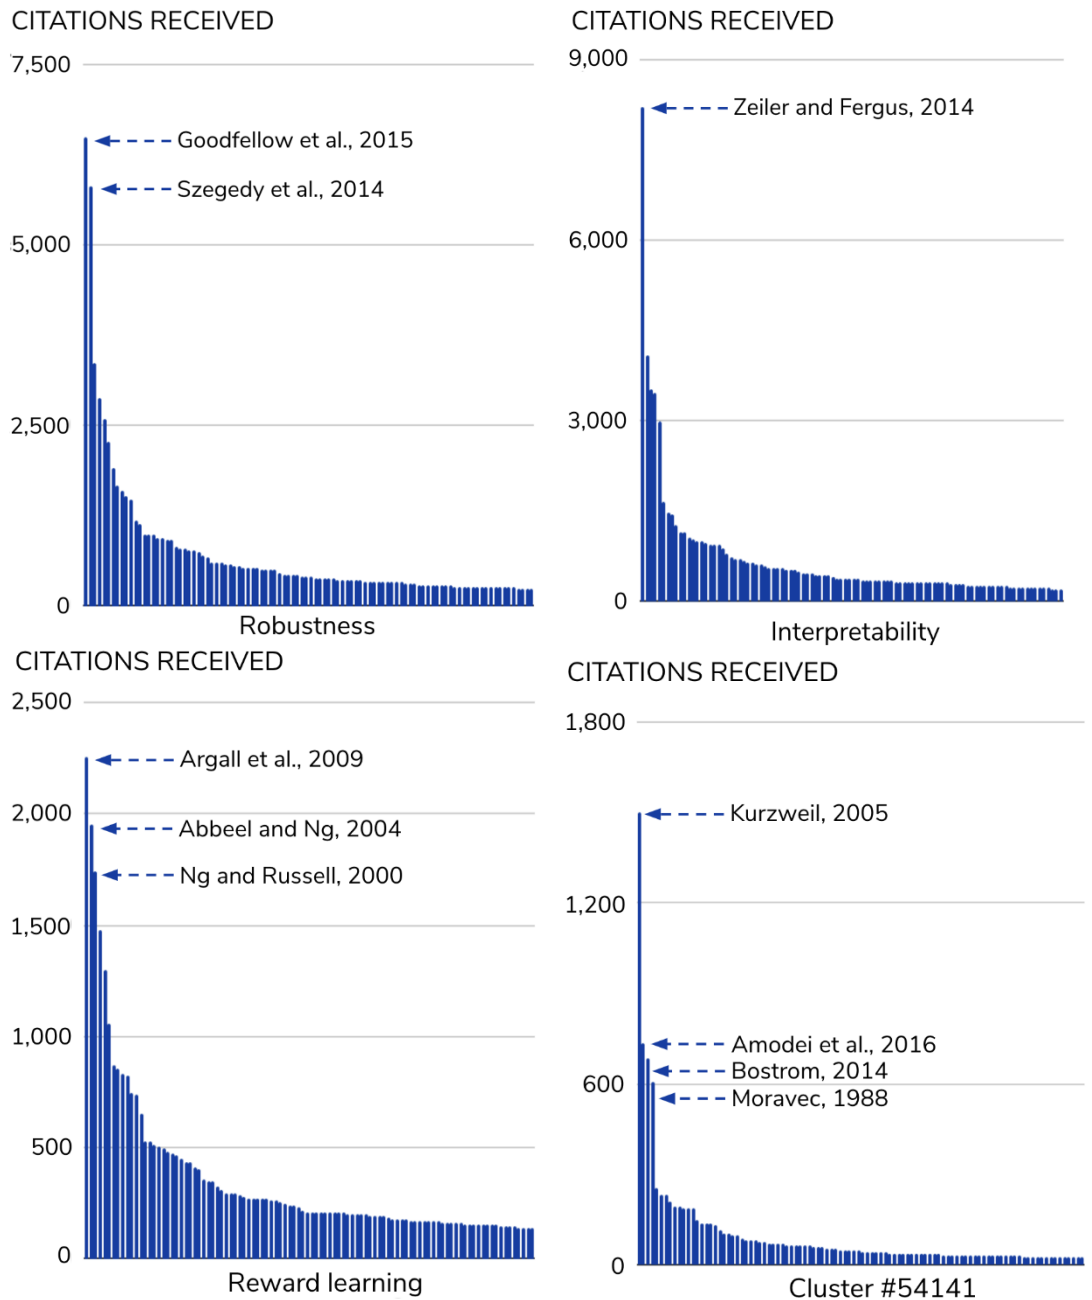 CITATIONS RECEIVED
7,500
Goodfellow et al., 2015
Szegedy et al., 2014
5,000
2,500
0
Robustness
CITATIONS RECEIVED
9,000
Zeiler and Fergus, 2014
6,000
3,000
0
Interpretability
CITATIONS RECEIVED
2,500
Argall et al., 2009
2,000
Abbeel and Ng, 2004
Ng and Russell, 2000
1,500
1,000
500
0
Reward learning
CITATIONS RECEIVED
1,800
Kurzweil, 2005
1,200
Amodei et al., 2016
Bostrom, 2014
600
Moravec, 1988
0
Cluster #54141